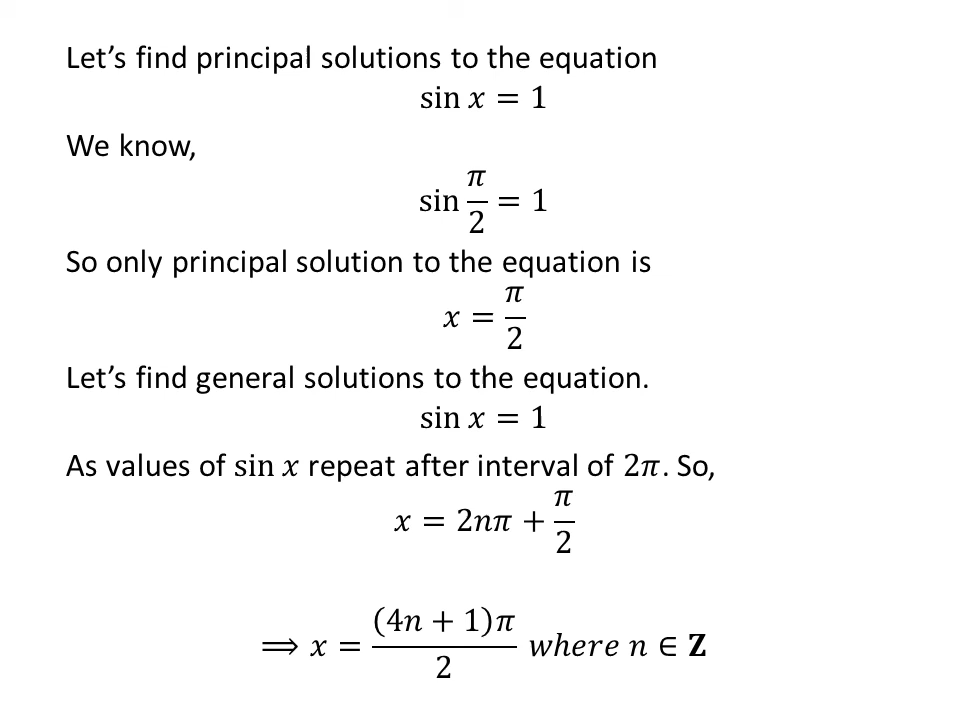 Let’s find principal solutions to the equation
sin 𝑥 = 1
We know,
sin π/2 = 1
So only principal solution to the equation is
𝑥 = π/2
Let’s find general solutions to the equation.
sin 𝑥 = 1
As values of sin 𝑥 repeat after interval of 2π. So,
𝑥 = 2𝑛π + π/2
⟹ 𝑥 = (4𝑛 + 1)π/2 where 𝑛 ∈ 𝐙